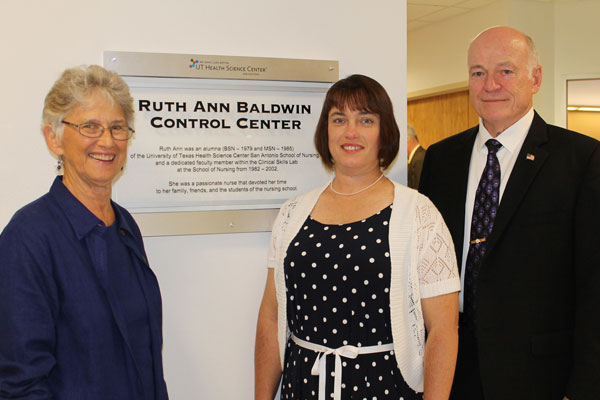 UT HEALTH SCIENCE CENTER
RUTH ANN BALDWIN
CONTROL CENTER
Ruth Ann was an alumni (BSN – 1979 and MSN – 1985)
of the University of Texas Health Science Center San Antonio School of Nursing
and a dedicated faculty member within the Clinical Skills Lab
at the School of Nursing from 1982 – 2002.
She was a passionate nurse that devoted her time
to her family, friends, and the students of the nursing school.